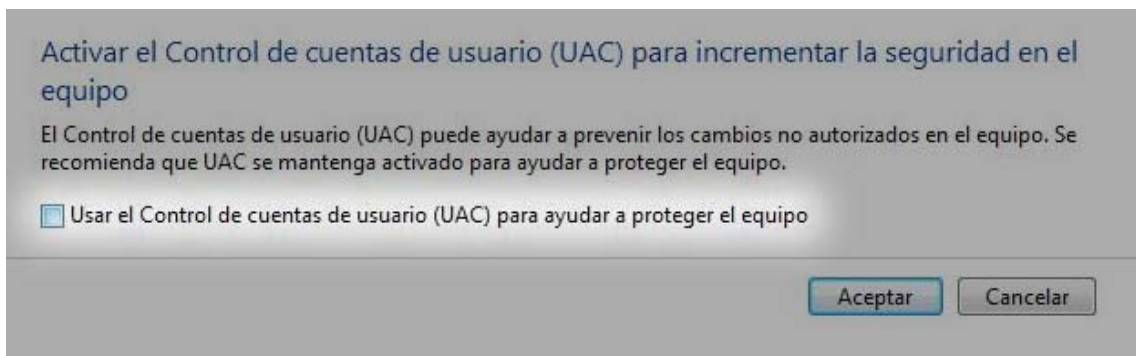 Activar el Control de cuentas de usuario (UAC) para incrementar la seguridad en el
equipo
El Control de cuentas de usuario (UAC) puede ayudar a prevenir los cambios no autorizados en el equipo. Se
recomienda que UAC se mantenga activado para ayudar a proteger el equipo.
Usar el Control de cuentas de usuario (UAC) para ayudar a proteger el equipo
Aceptar Cancelar